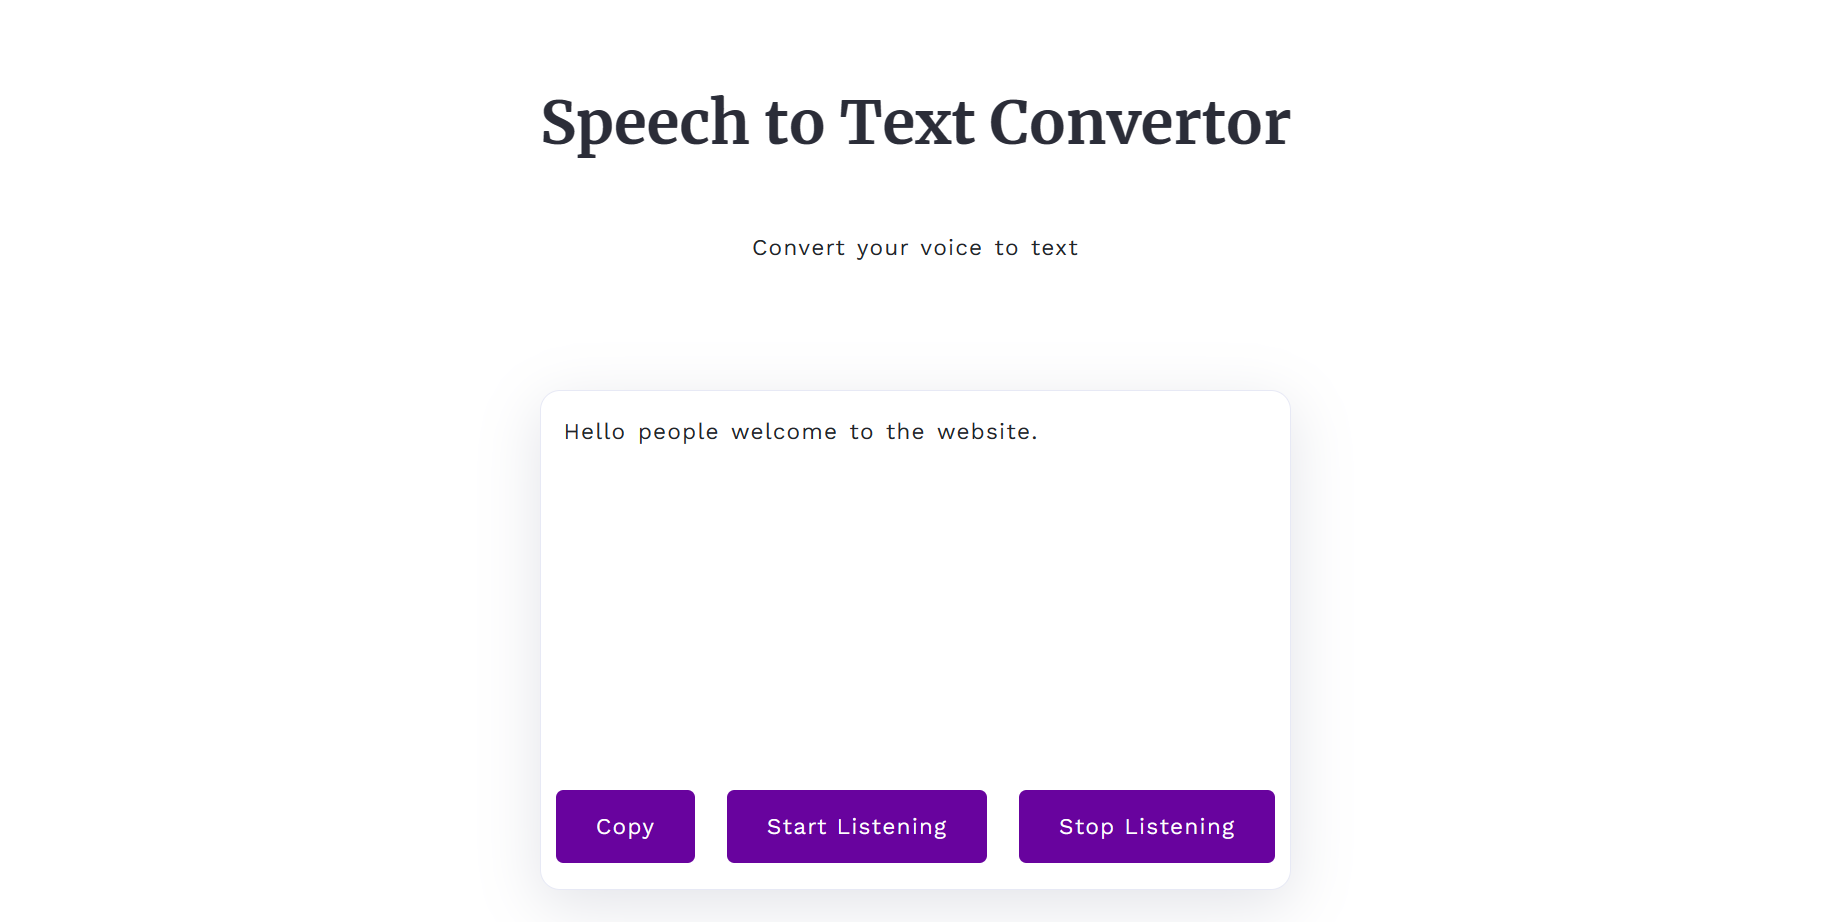 Speech to Text Convertor
Convert your voice to text
Hello people welcome to the website.
Copy
Start Listening
Stop Listening